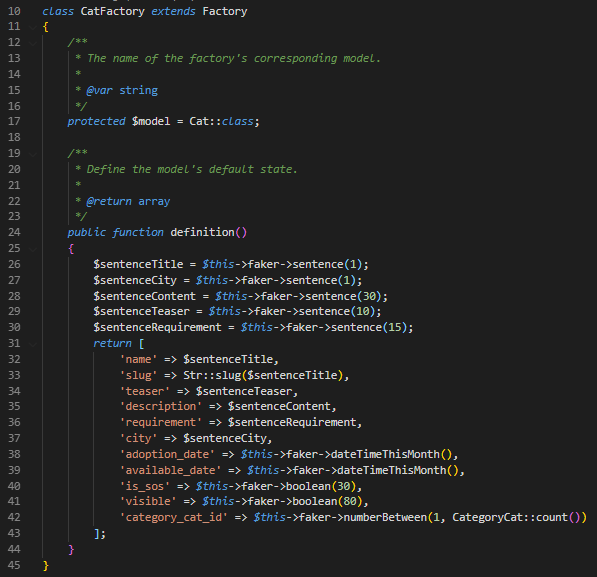 10 class CatFactory extends Factory
11 {
12     /**
13      * The name of the factory's corresponding model.
14      *
15      * @var string
16      */
17     protected $model = Cat::class;
18
19     /**
20      * Define the model's default state.
21      *
22      * @return array
23      */
24     public function definition()
25     {
26         $sentenceTitle = $this->faker->sentence(1);
27         $sentenceCity = $this->faker->sentence(1);
28         $sentenceContent = $this->faker->sentence(30);
29         $sentenceTeaser = $this->faker->sentence(10);
30         $sentenceRequirement = $this->faker->sentence(15);
31         return [
32             'name' => $sentenceTitle,
33             'slug' => Str::slug($sentenceTitle),
34             'teaser' => $sentenceTeaser,
35             'description' => $sentenceContent,
36             'requirement' => $sentenceRequirement,
37             'city' => $sentenceCity,
38             'adoption_date' => $this->faker->dateTimeThisMonth(),
39             'available_date' => $this->faker->dateTimeThisMonth(),
40             'is_sos' => $this->faker->boolean(30),
41             'visible' => $this->faker->boolean(80),
42             'category_cat_id' => $this->faker->numberBetween(1, CategoryCat::count())
43         ];
44     }
45 }